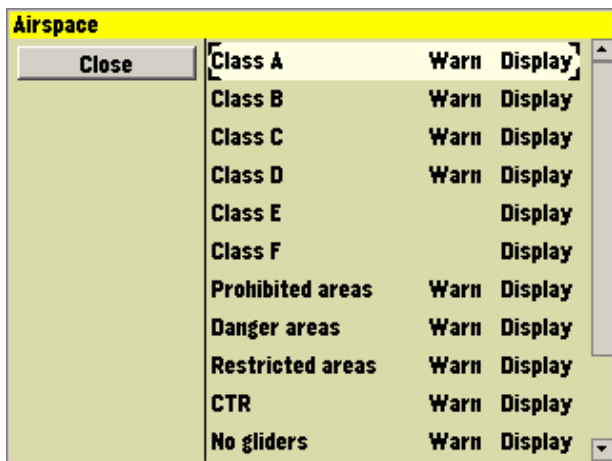 Airspace
Close
Class A Warn Display
Class B Warn Display
Class C Warn Display
Class D Warn Display
Class E Display
Class F Display
Prohibited areas Warn Display
Danger areas Warn Display
Restricted areas Warn Display
CTR Warn Display
No gliders Warn Display